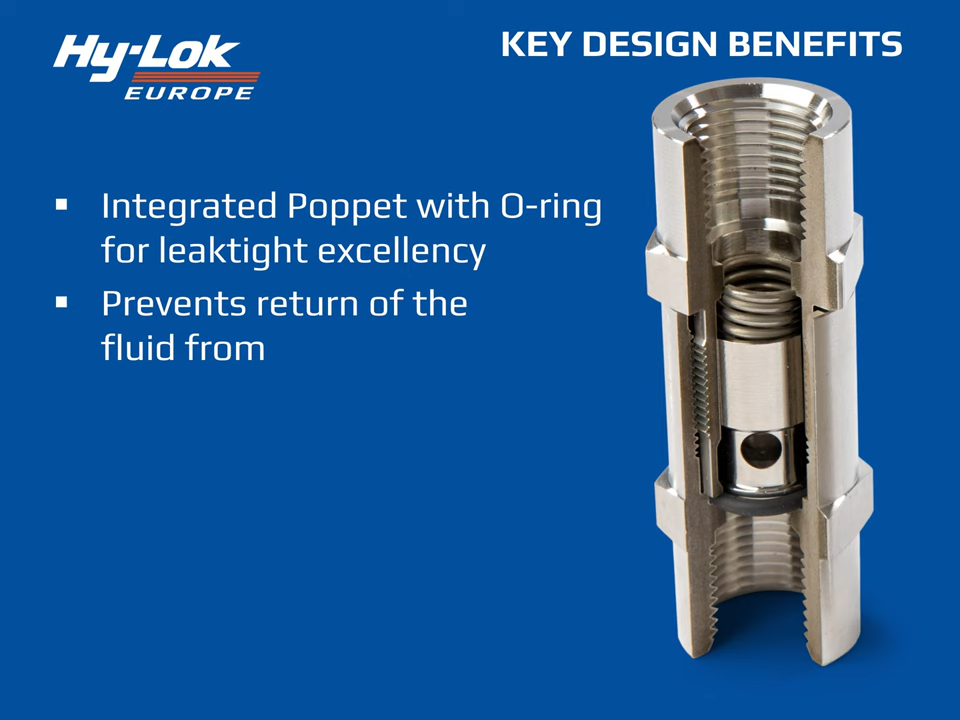 Hy-Lok
EUROPE
KEY DESIGN BENEFITS
▪ Integrated Poppet with O-ring
for leaktight excellency
▪ Prevents return of the
fluid from